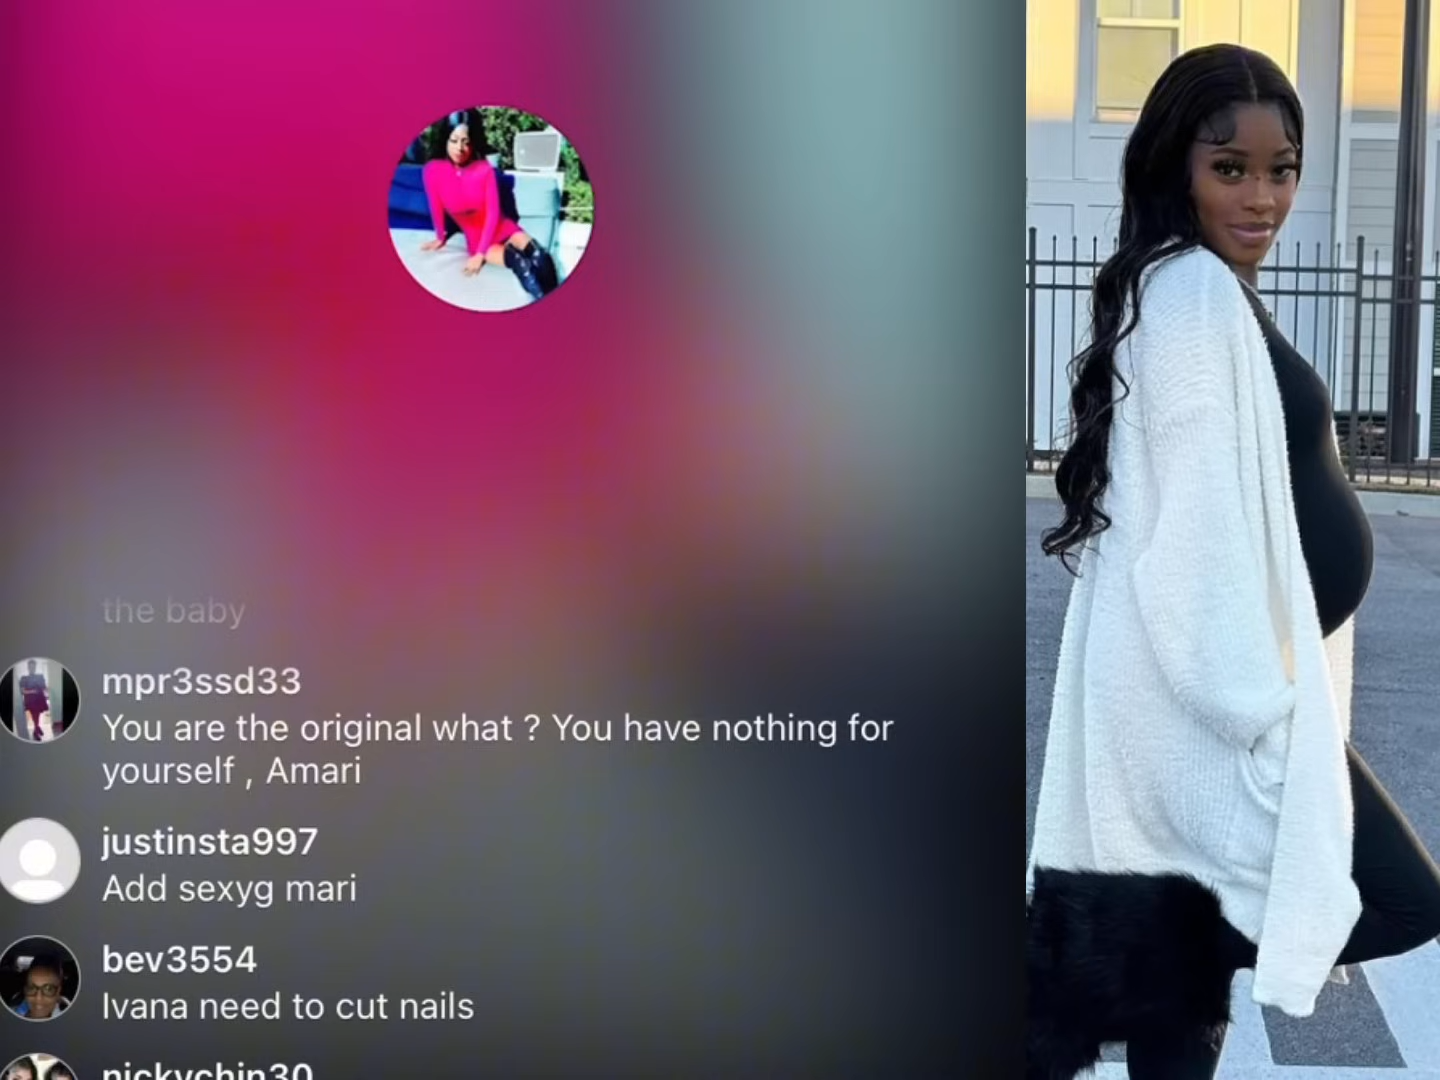 the baby
mpr3ssd33
You are the original what ? You have nothing for
yourself , Amari
justinsta997
Add sexyg mari
bev3554
Ivana need to cut nails
nickychin30